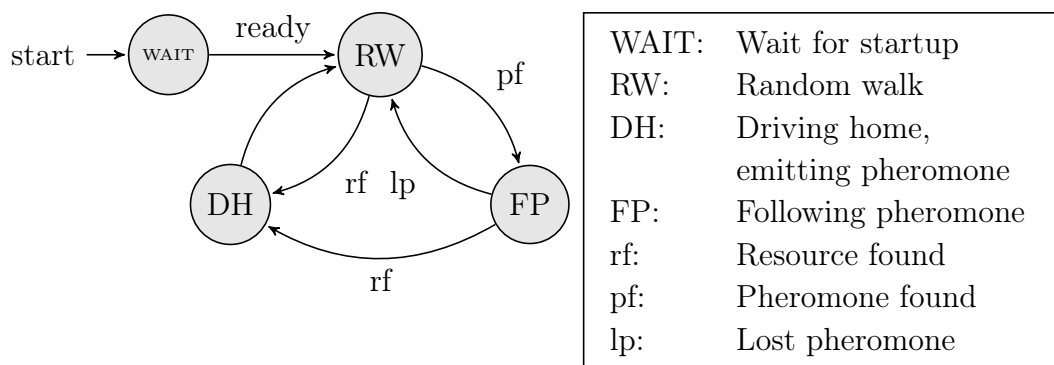 ready
start
WAIT
RW
pf
rf
lp
DH
FP
rf
WAIT: Wait for startup
RW: Random walk
DH: Driving home,
emitting pheromone
FP: Following pheromone
rf: Resource found
pf: Pheromone found
lp: Lost pheromone